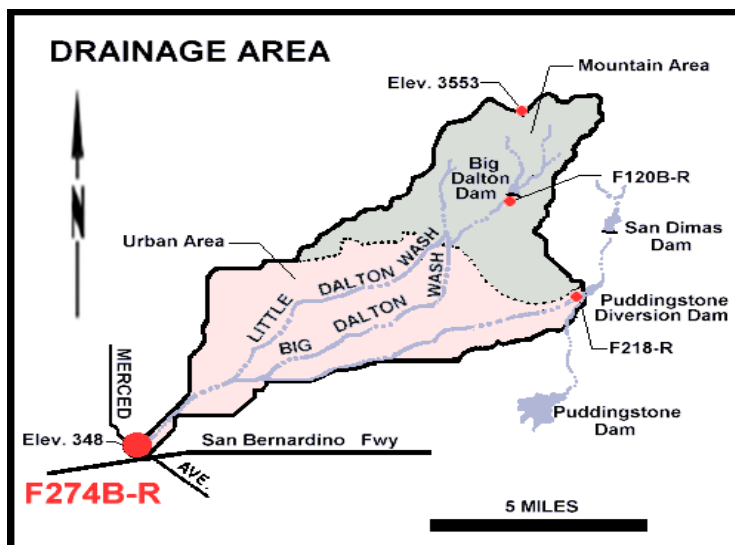 DRAINAGE AREA
Elev. 3553
Mountain Area
N
Big
Dalton
Dam
F120B-R
San Dimas
Dam
Urban Area
LITTLE DALTON WASH
BIG DALTON WASH
Puddingstone
Diversion Dam
F218-R
MERCED
AVE.
Puddingstone
Dam
Elev. 348
San Bernardino Fwy
F274B-R
5 MILES